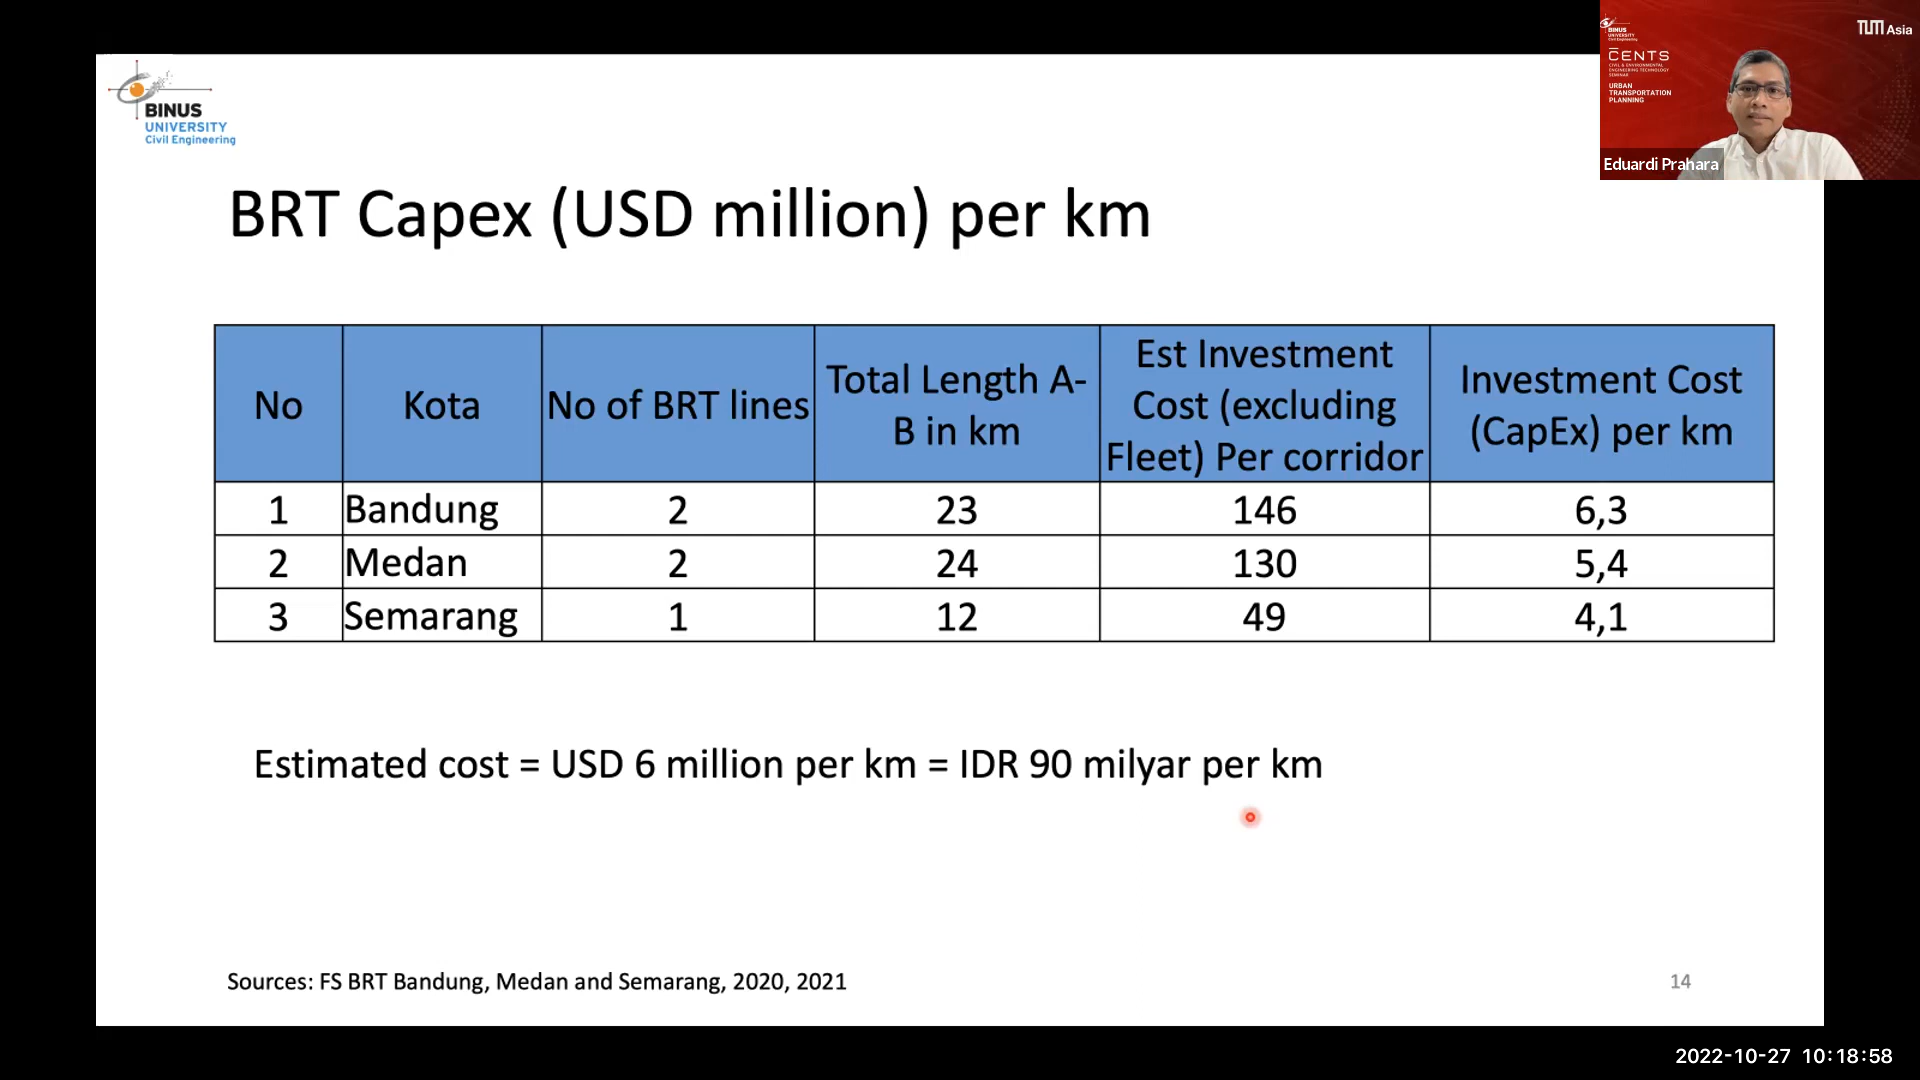 BINUS
UNIVERSITY
Civil Engineering
BINUS
UNIVERSITY
Civil Engineering
CENTS
CIVIL & ENVIRONMENTAL
ENGINEERING TECHNOLOGY
SEMINAR
URBAN
TRANSPORTATION
PLANNING
TUM Asia
Eduardi Prahara
BRT Capex (USD million) per km
No Kota No of BRT lines Total Length A-B in km Est Investment Cost (excluding Fleet) Per corridor Investment Cost (CapEx) per km
1 Bandung 2 23 146 6,3
2 Medan 2 24 130 5,4
3 Semarang 1 12 49 4,1
Estimated cost = USD 6 million per km = IDR 90 milyar per km
Sources: FS BRT Bandung, Medan and Semarang, 2020, 2021
14
2022-10-27 10:18:58